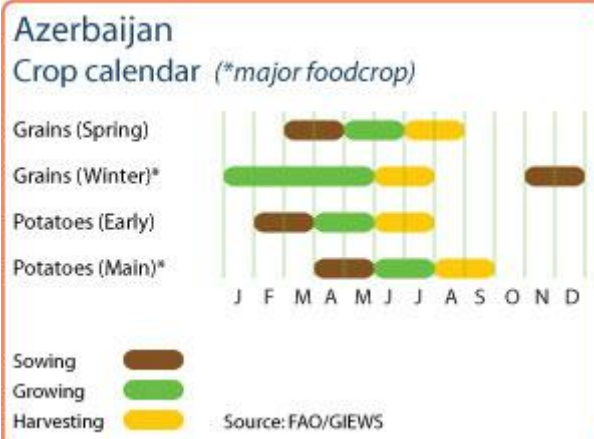 Azerbaijan
Crop calendar (*major foodcrop)
Grains (Spring)
Grains (Winter)*
Potatoes (Early)
Potatoes (Main)*
J F M A M J J A S O N D
Sowing
Growing
Harvesting
Source: FAO/GIEWS